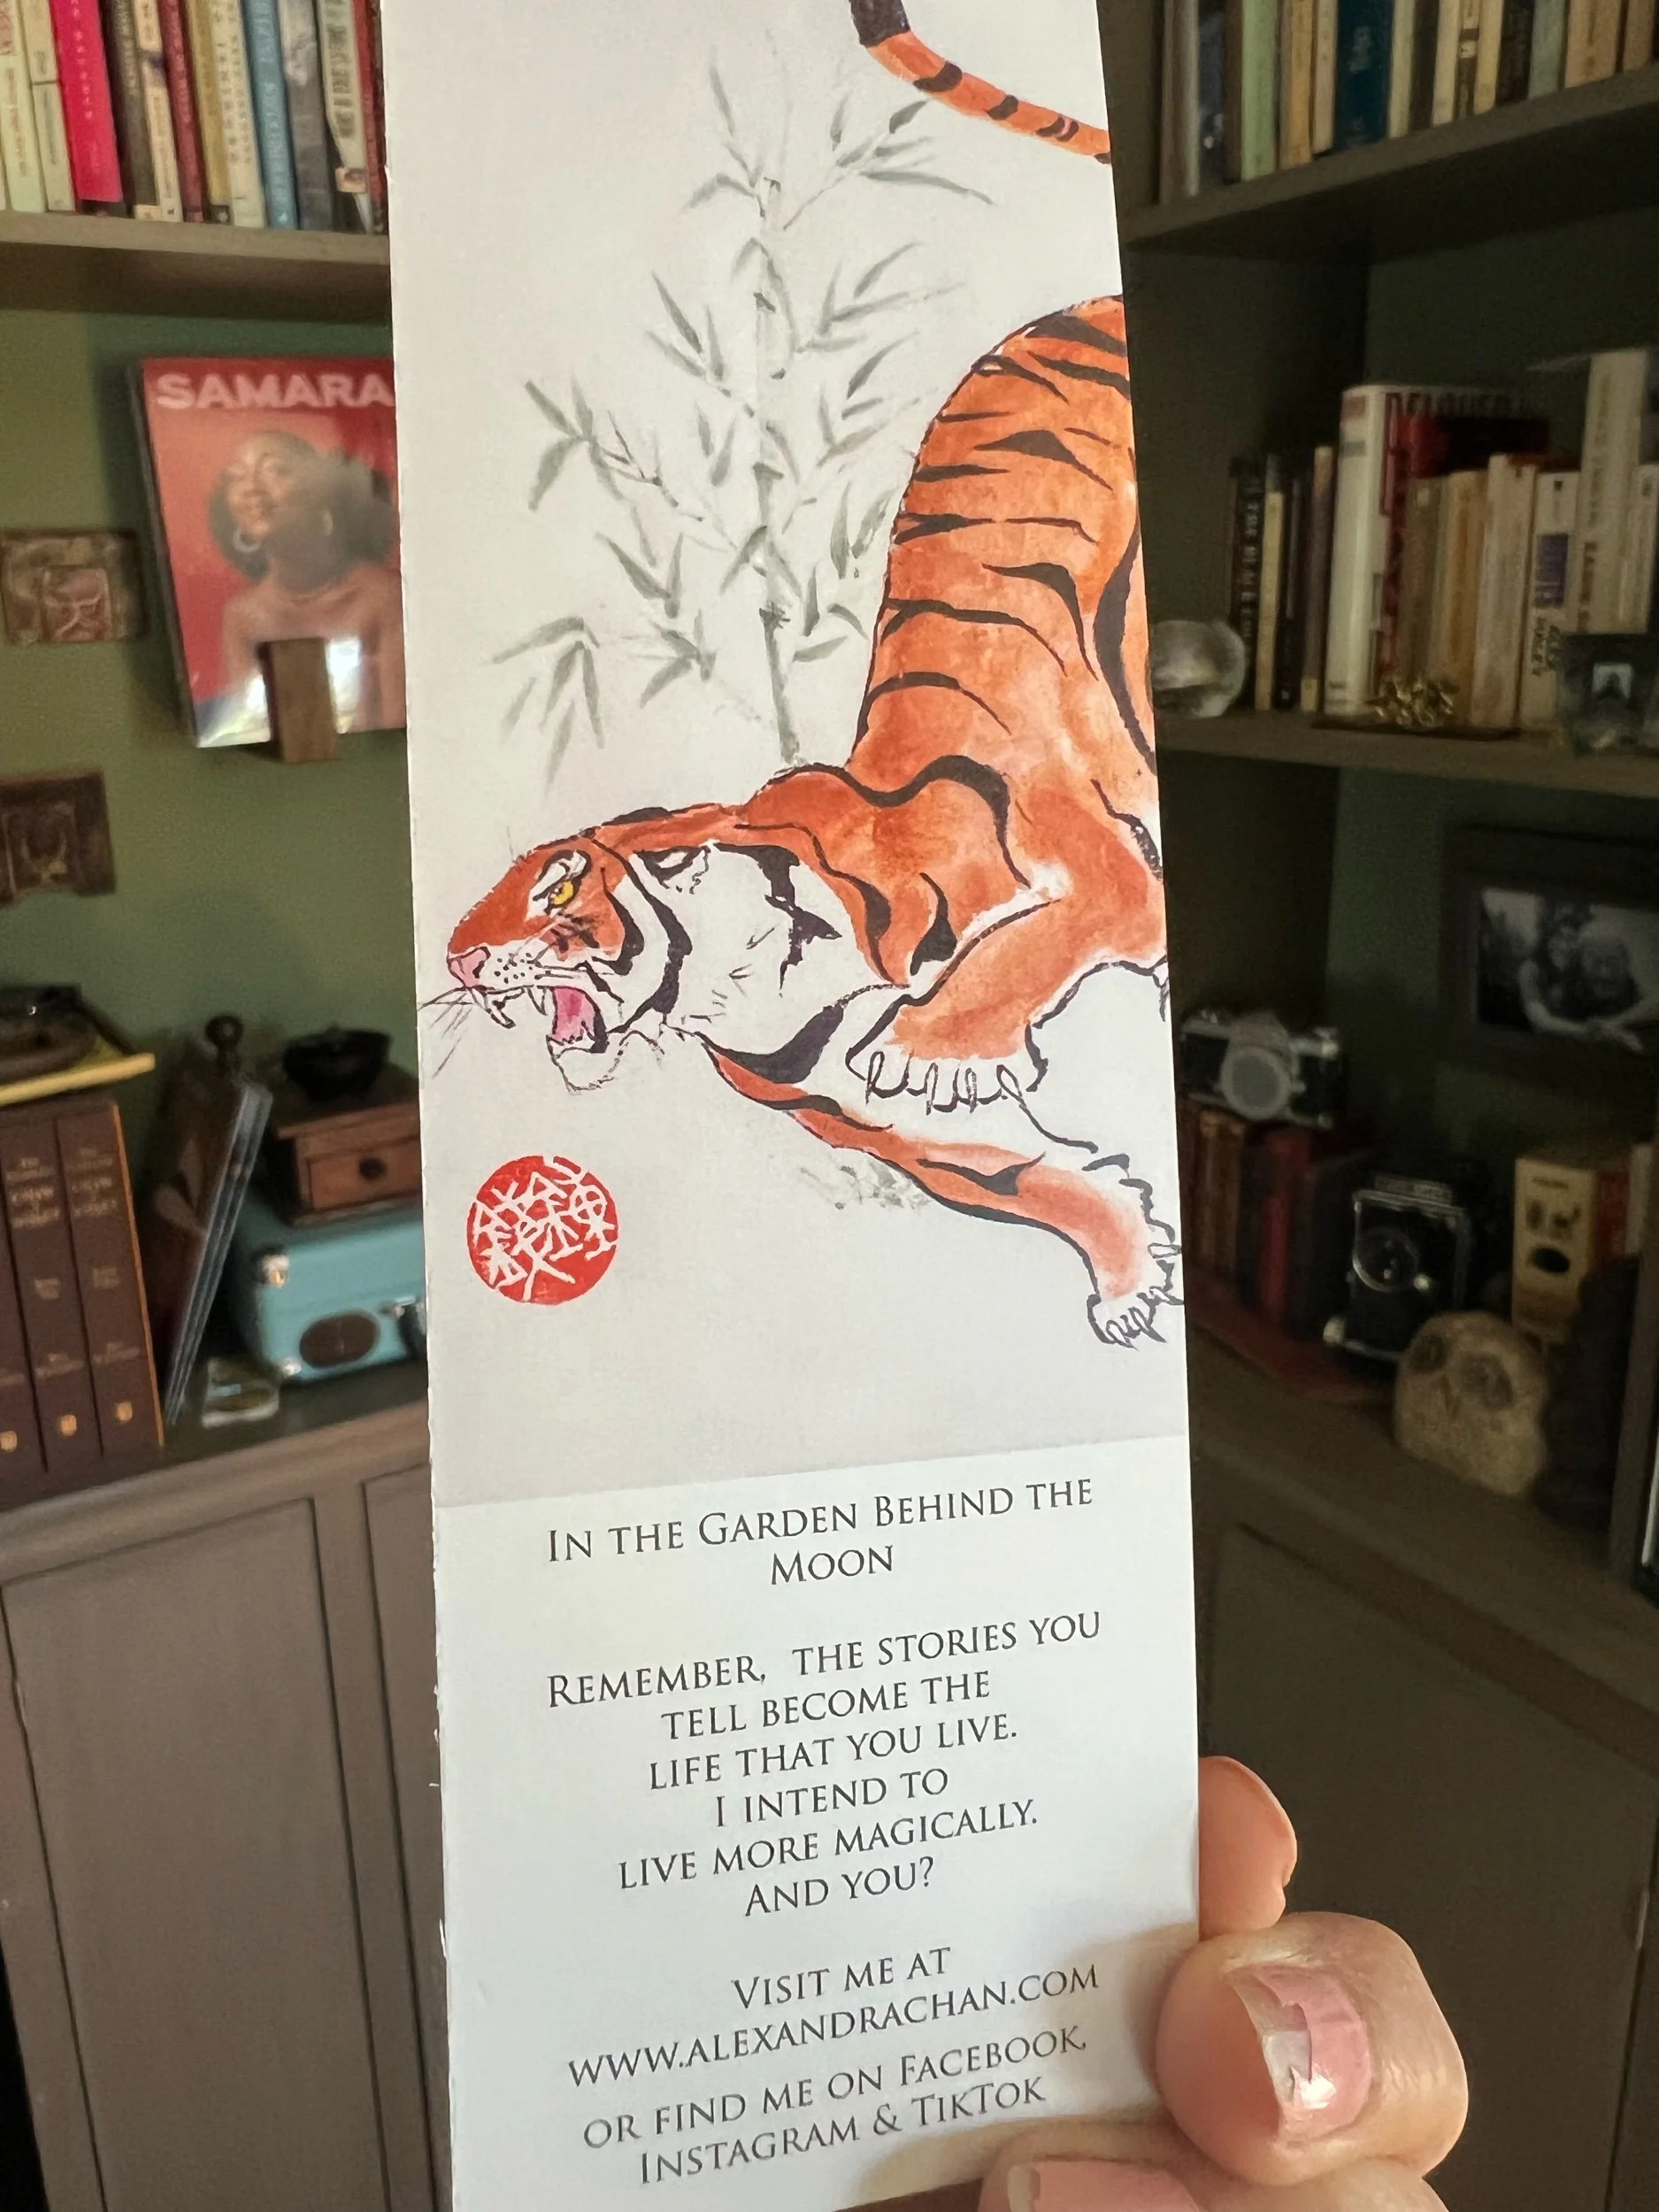 SAMARA
IN THE GARDEN BEHIND THE
MOON
REMEMBER, THE STORIES YOU
TELL BECOME THE
LIFE THAT YOU LIVE.
I INTEND TO
LIVE MORE MAGICALLY.
AND YOU?
VISIT ME AT
WWW.ALEXANDRACHAN.COM
OR FIND ME ON FACEBOOK,
INSTAGRAM & TIKTOK